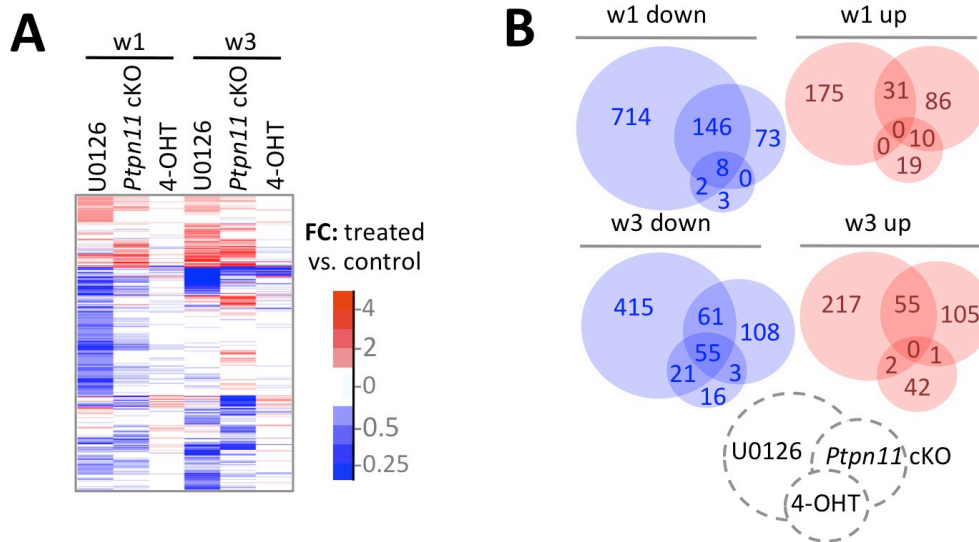 A
w1 w3
U0126
Ptpn11 cKO
4-OHT
U0126
Ptpn11 cKO
4-OHT
FC: treated
vs. control
4
2
0
0.5
0.25
B
w1 down
714
146
73
8
2
0
3
w1 up
175
31
86
0
0
10
19
w3 down
415
61
108
55
21
3
16
w3 up
217
55
105
0
2
1
42
U0126
Ptpn11 cKO
4-OHT